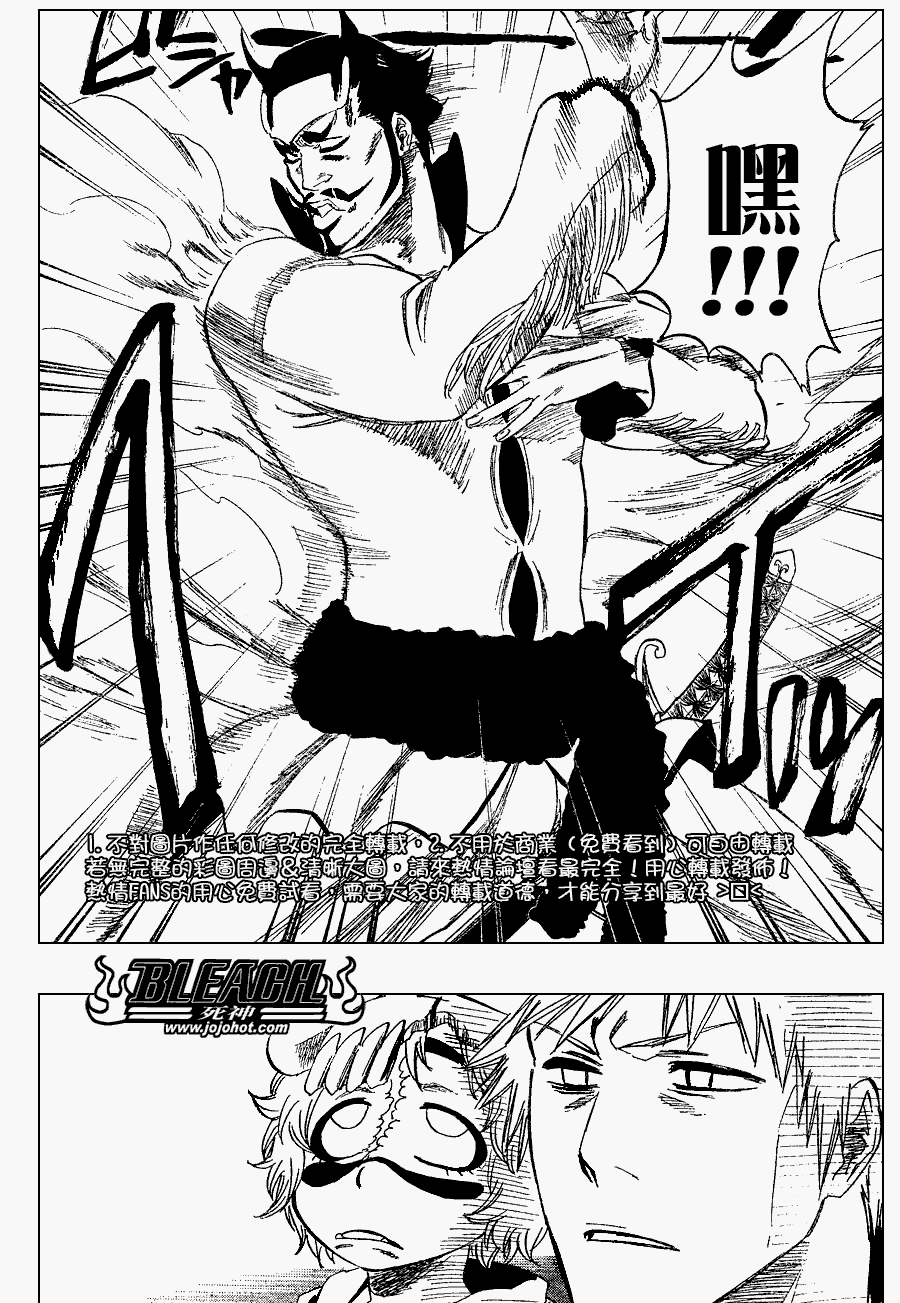 ビシャ
嘿
!!!
1.不對圖片作任何修改的完全轉載,2.不用於商業（免費看到）可自由轉載
若無完整的彩圖周邊&清晰大圖,請來熱情論壇看最完全!用心轉載發佈!
熱情FANS的用心免費試看,需要大家的轉載道德,才能分享到最好 >口<
BLEACH
死神
www.jojohot.com